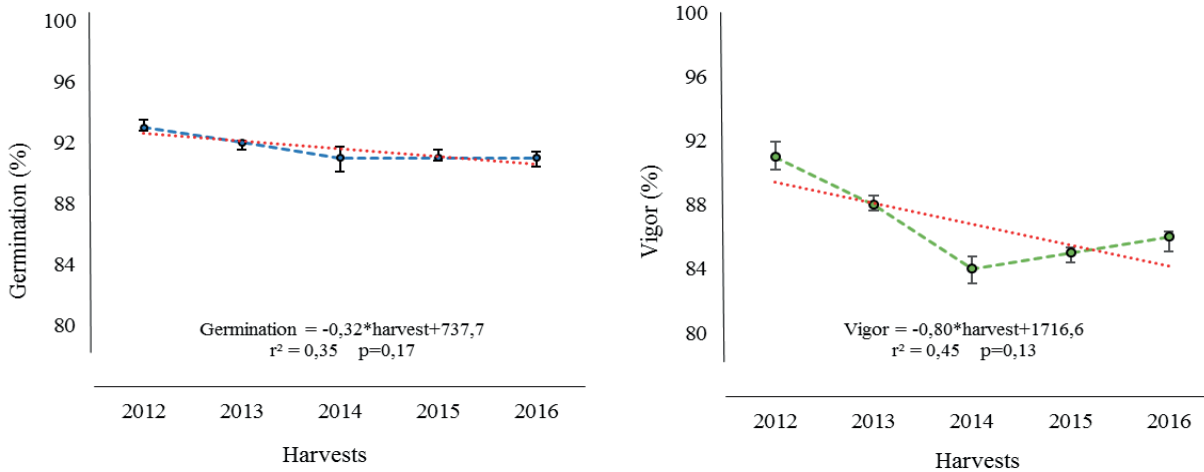 Germination (%)
100
96
92
88
84
80
Germination = -0,32*harvest+737,7
r² = 0,35 p=0,17
2012 2013 2014 2015 2016
Harvests
Vigor (%)
100
96
92
88
84
80
Vigor = -0,80*harvest+1716,6
r² = 0,45 p=0,13
2012 2013 2014 2015 2016
Harvests